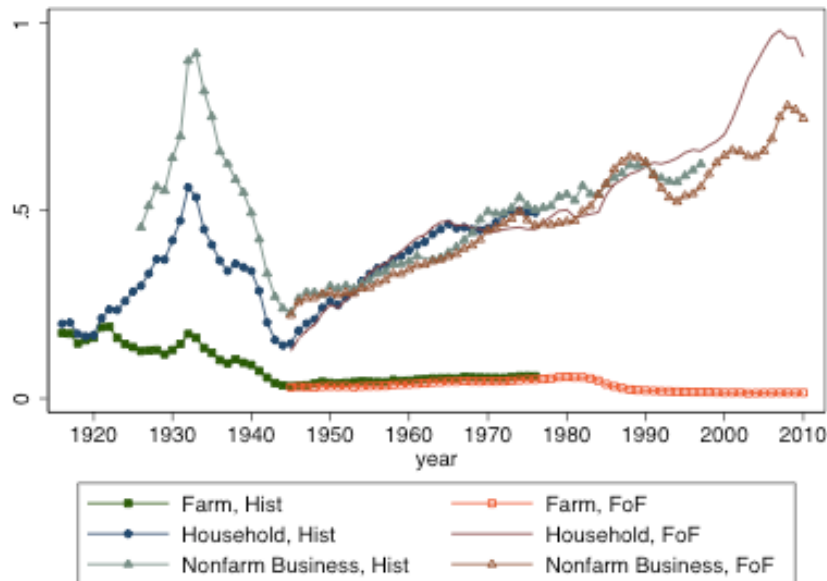 1
.5
0
1920 1930 1940 1950 1960 1970 1980 1990 2000 2010
year
Farm, Hist Farm, FoF
Household, Hist Household, FoF
Nonfarm Business, Hist Nonfarm Business, FoF